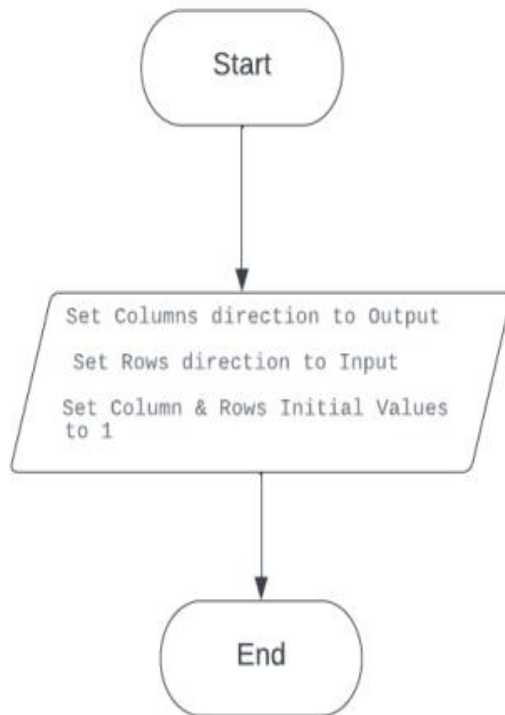 Start
Set Columns direction to Output
Set Rows direction to Input
Set Column & Rows Initial Values
to 1
End